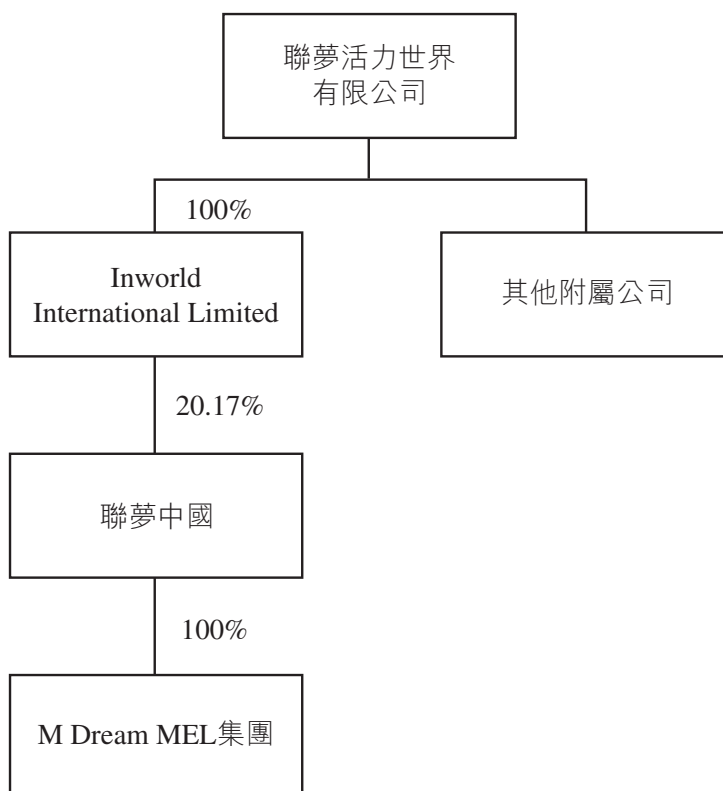 聯夢活力世界
有限公司
100%
Inworld
International Limited
其他附屬公司
20.17%
聯夢中國
100%
M Dream MEL集團